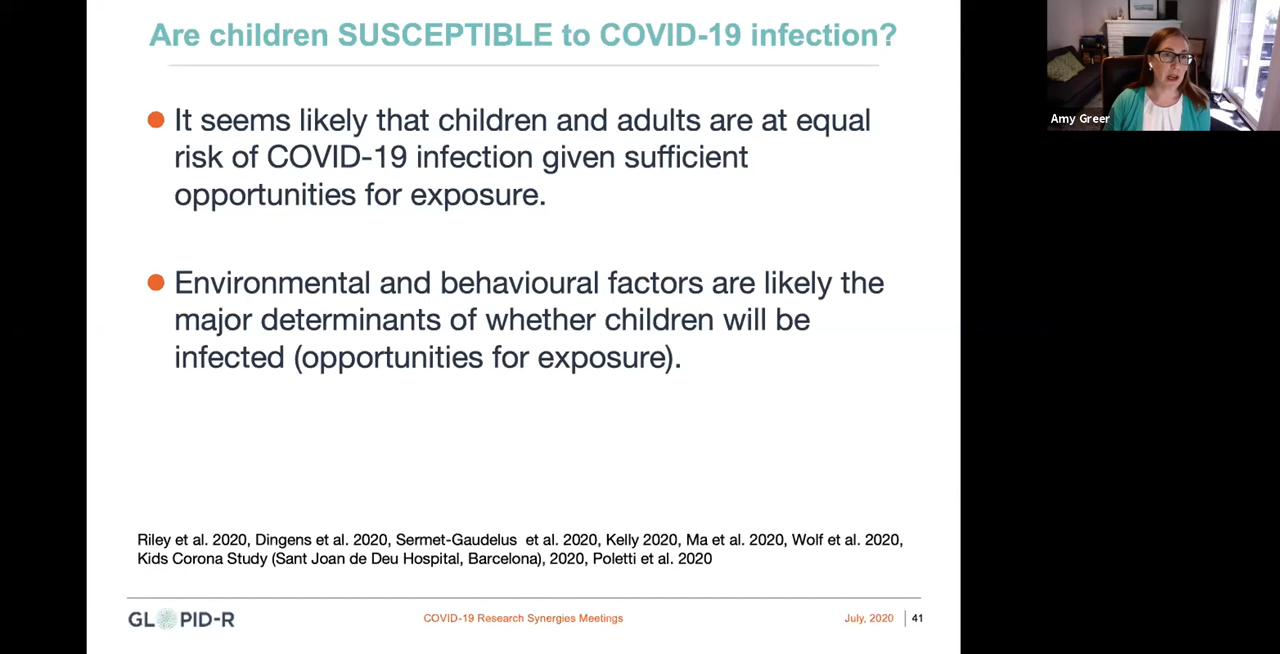 Are children SUSCEPTIBLE to COVID-19 infection?
It seems likely that children and adults are at equal
risk of COVID-19 infection given sufficient
opportunities for exposure.
Environmental and behavioural factors are likely the
major determinants of whether children will be
infected (opportunities for exposure).
Riley et al. 2020, Dingens et al. 2020, Sermet-Gaudelus et al. 2020, Kelly 2020, Ma et al. 2020, Wolf et al. 2020,
Kids Corona Study (Sant Joan de Deu Hospital, Barcelona), 2020, Poletti et al. 2020
GLOPID-R
COVID-19 Research Synergies Meetings
July, 2020 | 41
Amy Greer